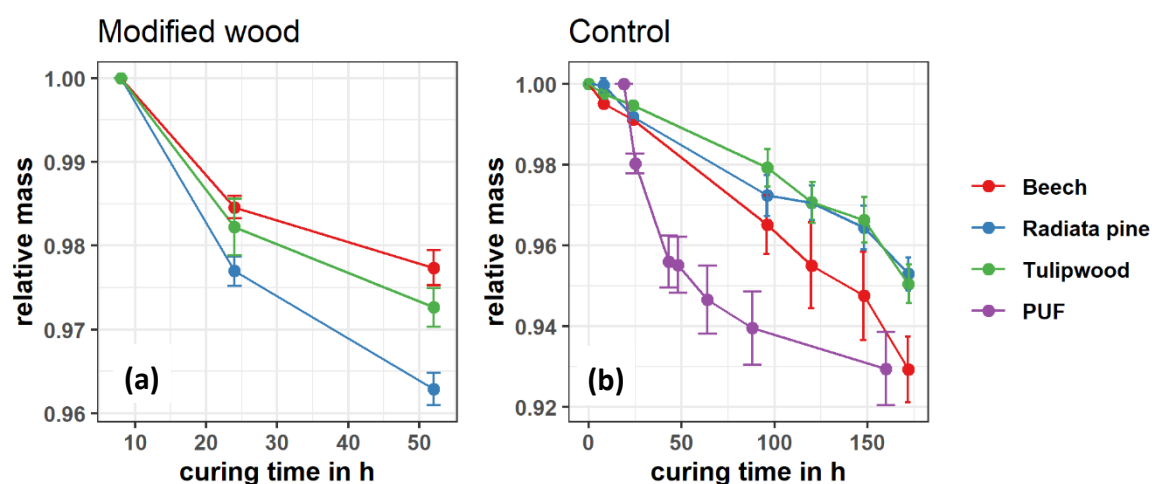 Modified wood
Control
relative mass
1.00
0.99
0.98
0.97
0.96
(a)
10 20 30 40 50
curing time in h
relative mass
1.00
0.98
0.96
0.94
0.92
(b)
0 50 100 150
curing time in h
Beech
Radiata pine
Tulipwood
PUF